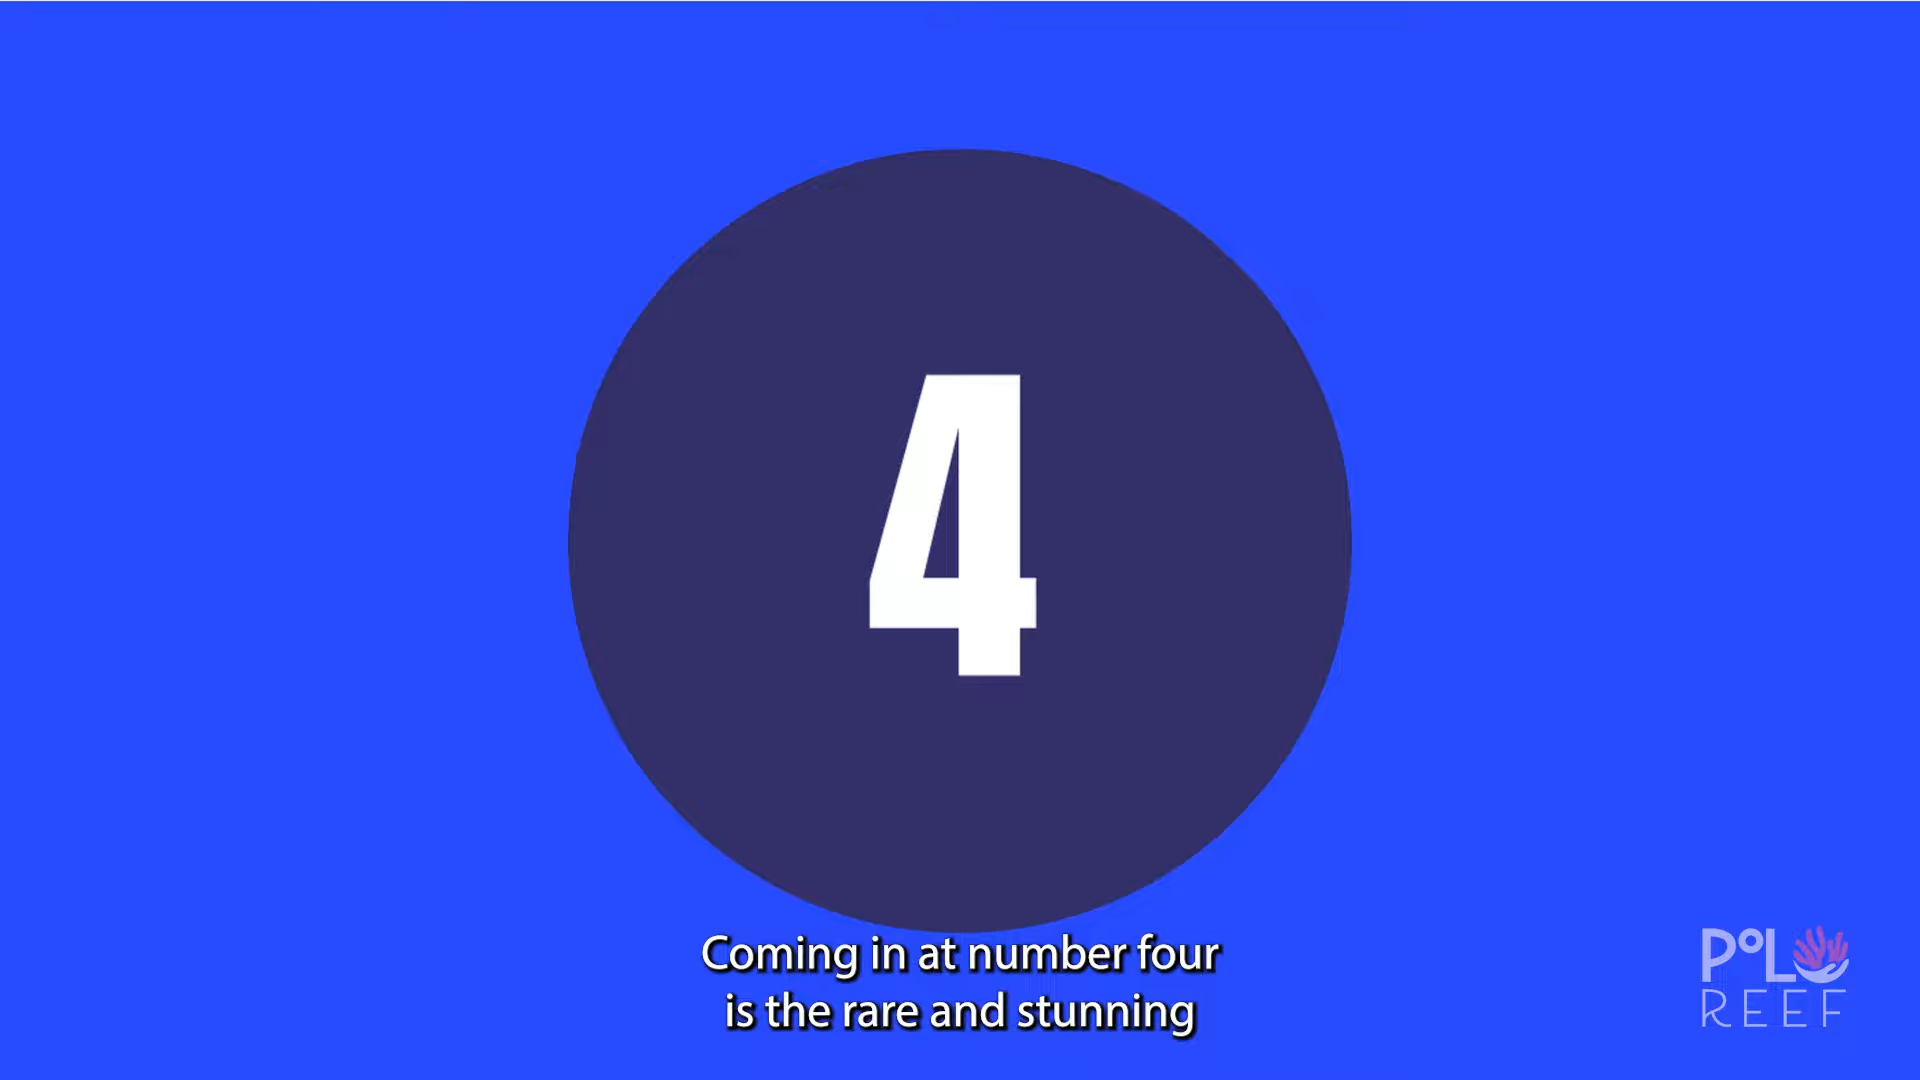 4
Coming in at number four
is the rare and stunning
POLO
REEF